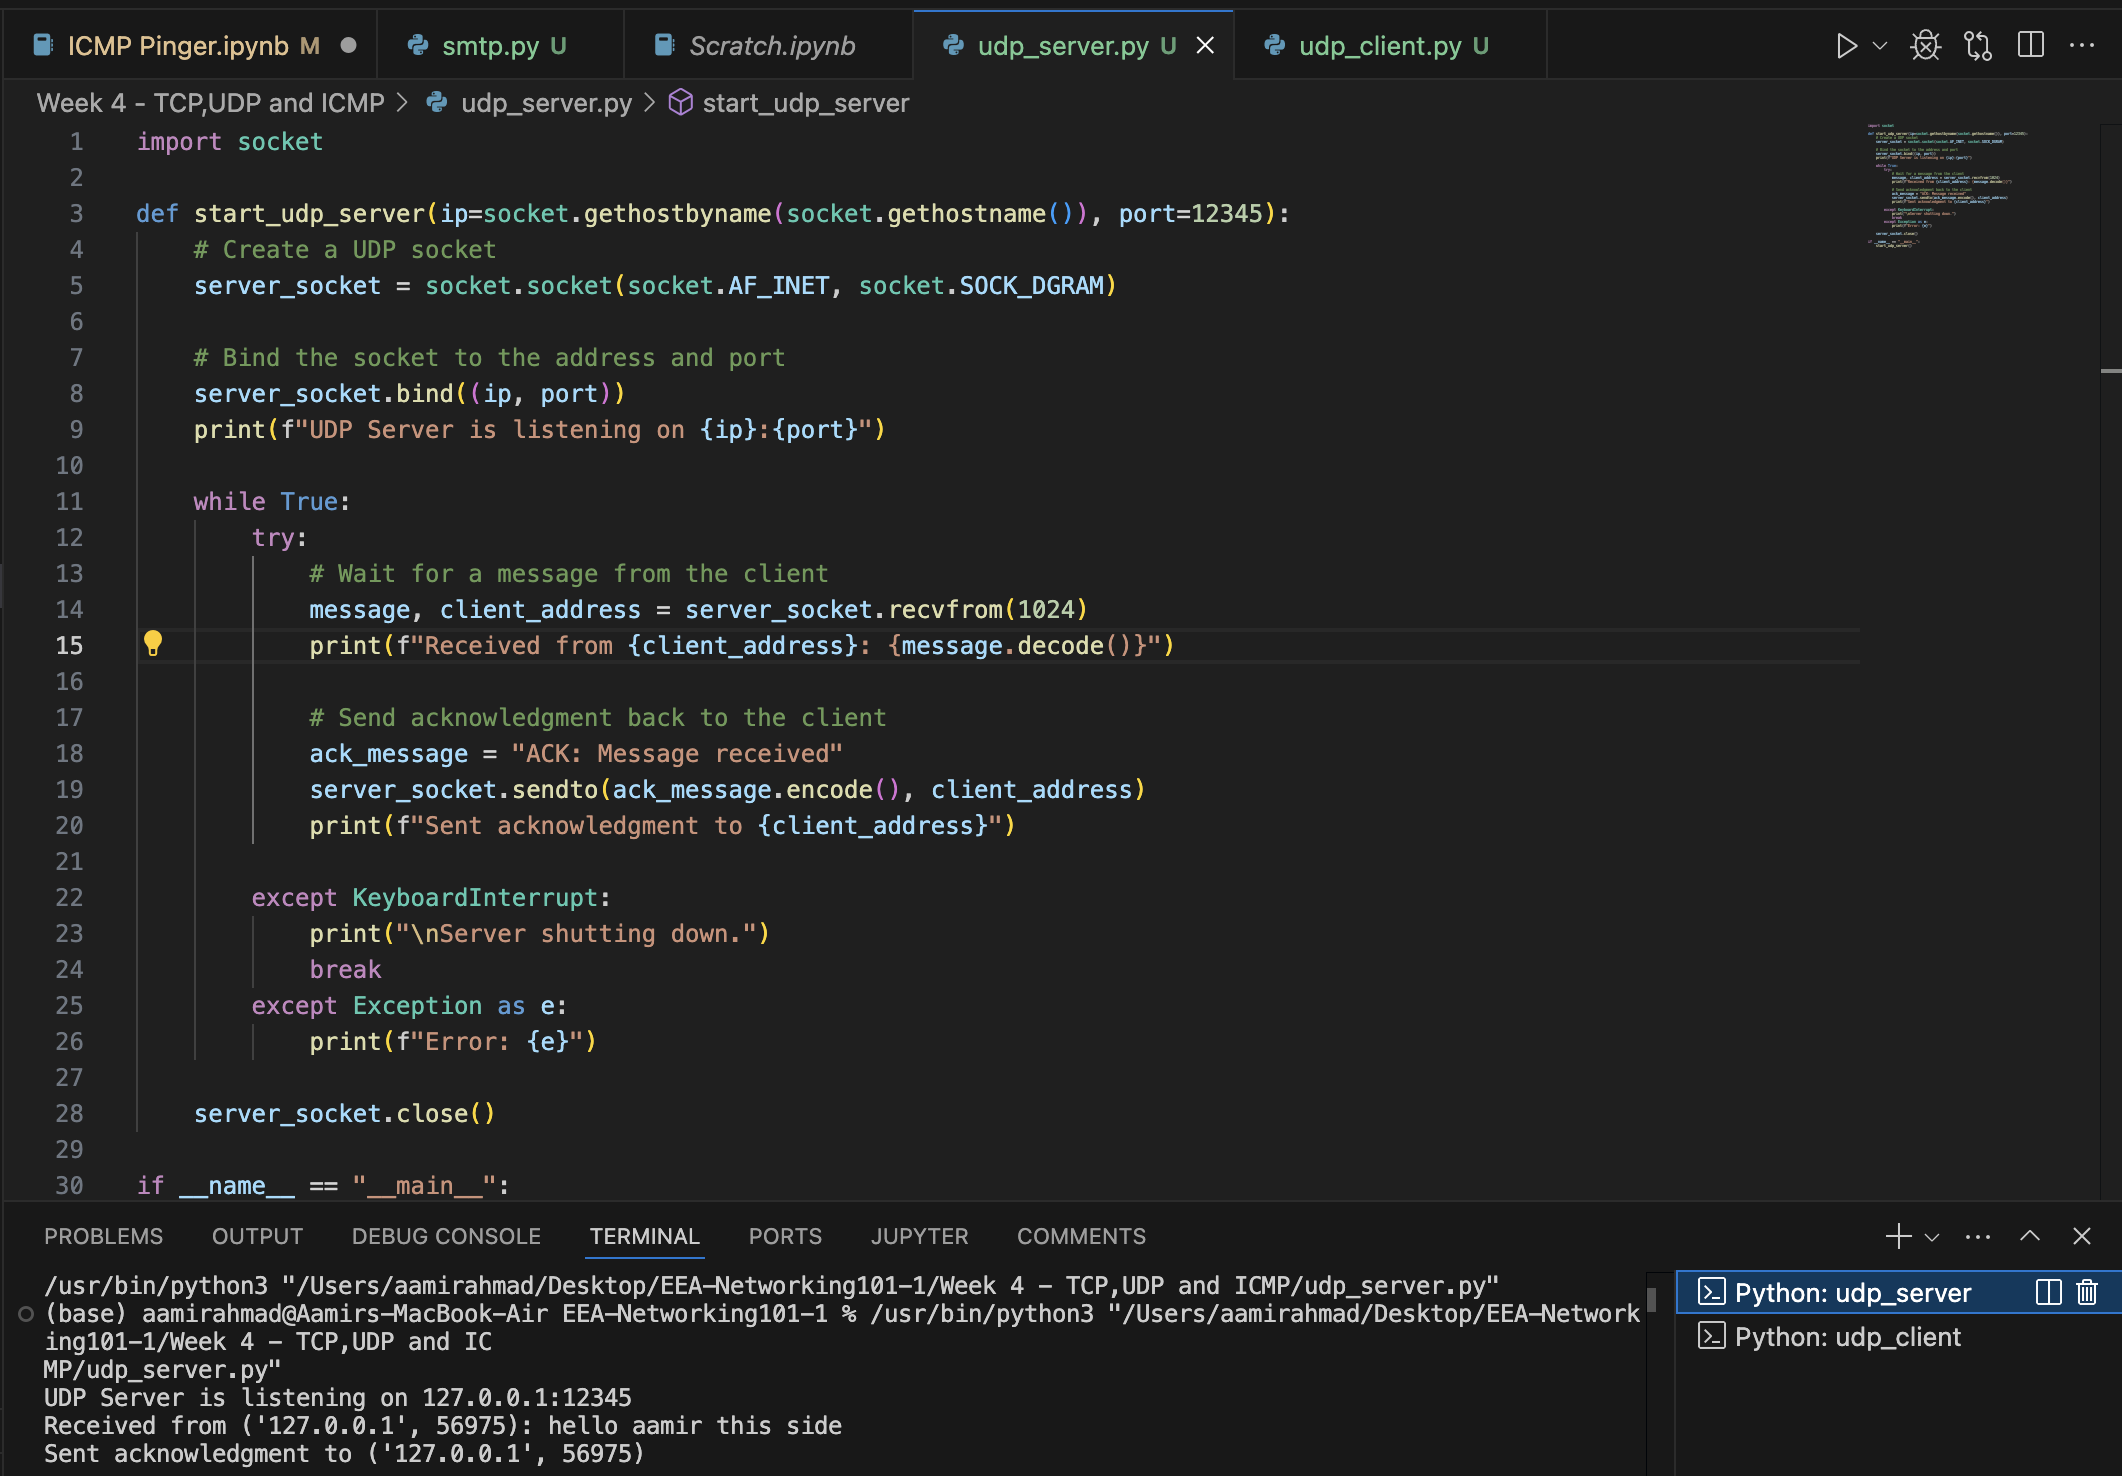 ICMP Pinger.ipynb M
smtp.py U
Scratch.ipynb
udp_server.py U
udp_client.py U
Week 4 - TCP,UDP and ICMP > udp_server.py > start_udp_server
1 import socket
2
3 def start_udp_server(ip=socket.gethostbyname(socket.gethostname()), port=12345):
4     # Create a UDP socket
5     server_socket = socket.socket(socket.AF_INET, socket.SOCK_DGRAM)
6
7     # Bind the socket to the address and port
8     server_socket.bind((ip, port))
9     print(f"UDP Server is listening on {ip}:{port}")
10
11     while True:
12         try:
13             # Wait for a message from the client
14             message, client_address = server_socket.recvfrom(1024)
15             print(f"Received from {client_address}: {message.decode()}")
16
17             # Send acknowledgment back to the client
18             ack_message = "ACK: Message received"
19             server_socket.sendto(ack_message.encode(), client_address)
20             print(f"Sent acknowledgment to {client_address}")
21
22         except KeyboardInterrupt:
23             print("\nServer shutting down.")
24             break
25         except Exception as e:
26             print(f"Error: {e}")
27
28     server_socket.close()
29
30 if __name__ == "__main__":
PROBLEMS OUTPUT DEBUG CONSOLE TERMINAL PORTS JUPYTER COMMENTS
/usr/bin/python3 "/Users/aamirahmad/Desktop/EEA-Networking101-1/Week 4 - TCP,UDP and ICMP/udp_server.py"
(base) aamirahmad@Aamirs-MacBook-Air EEA-Networking101-1 % /usr/bin/python3 "/Users/aamirahmad/Desktop/EEA-Network
ing101-1/Week 4 - TCP,UDP and IC
MP/udp_server.py"
UDP Server is listening on 127.0.0.1:12345
Received from ('127.0.0.1', 56975): hello aamir this side
Sent acknowledgment to ('127.0.0.1', 56975)
Python: udp_server
Python: udp_client